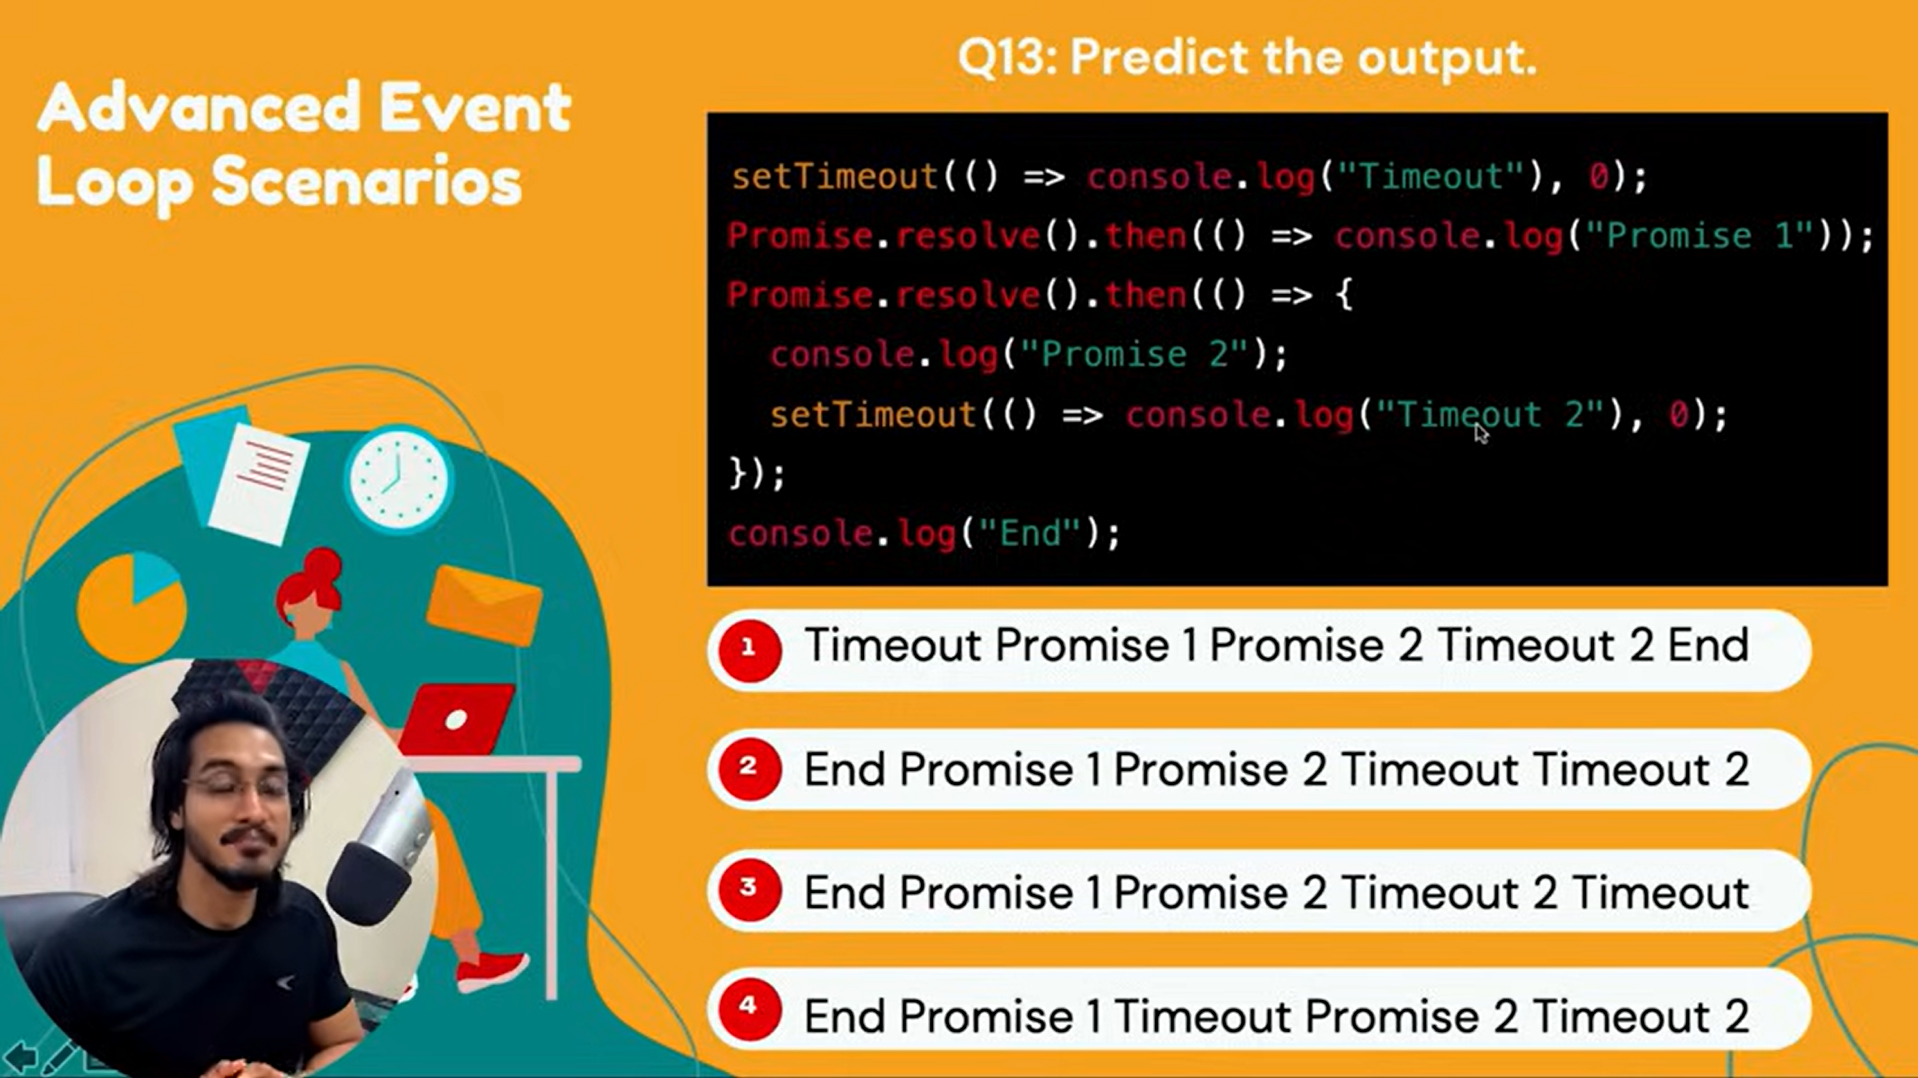 Advanced Event
Loop Scenarios
Q13: Predict the output.
setTimeout(() => console.log("Timeout"), 0);
Promise.resolve().then(() => console.log("Promise 1"));
Promise.resolve().then(() => {
  console.log("Promise 2");
  setTimeout(() => console.log("Timeout 2"), 0);
});
console.log("End");
1 Timeout Promise 1 Promise 2 Timeout 2 End
2 End Promise 1 Promise 2 Timeout Timeout 2
3 End Promise 1 Promise 2 Timeout 2 Timeout
4 End Promise 1 Timeout Promise 2 Timeout 2